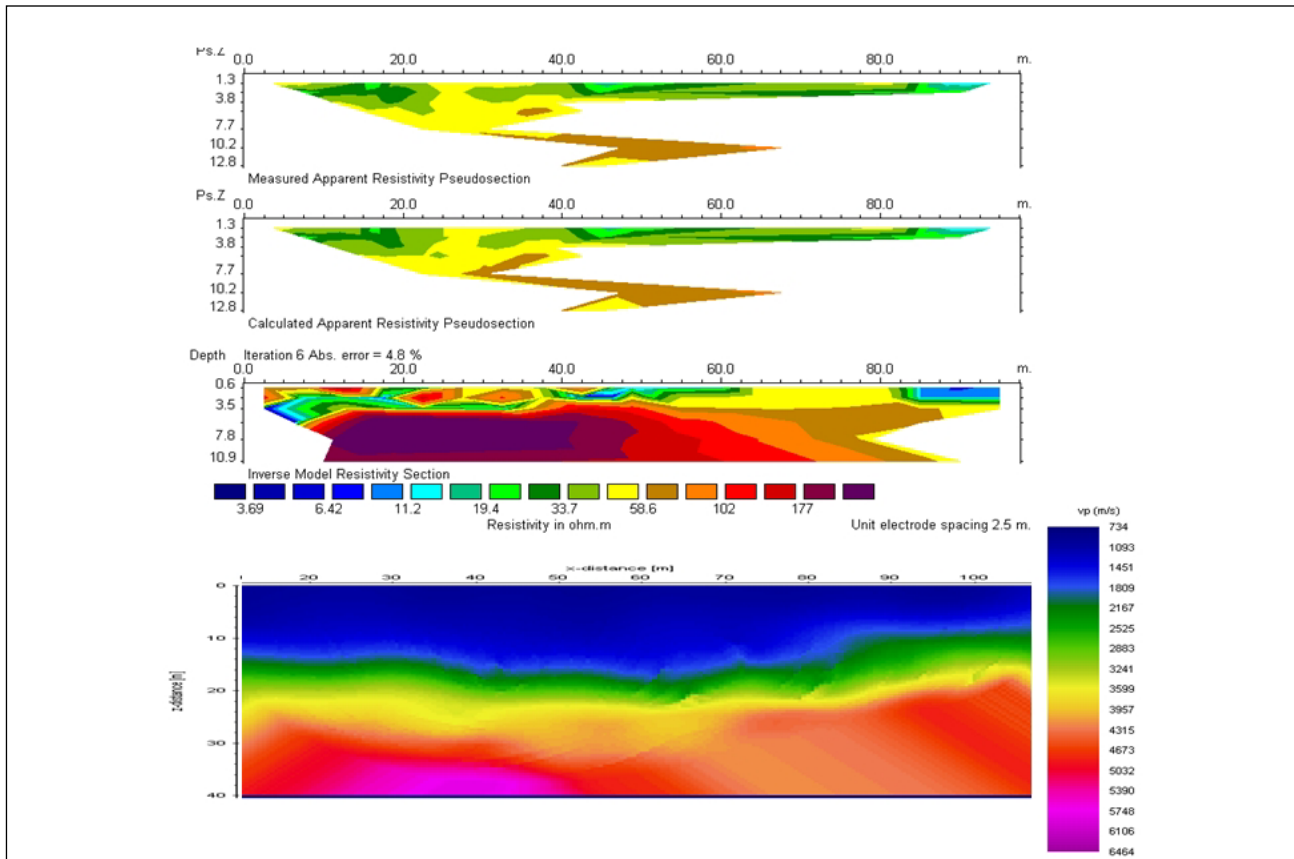 Ps.Z
0.0 20.0 40.0 80.0 m.
1.3
3.8
7.7
10.2
12.8
Measured Apparent Resistivity Pseudosection
Ps.Z
0.0 20.0 40.0 80.0 m.
1.3
3.8
7.7
10.2
12.8
Calculated Apparent Resistivity Pseudosection
Depth Iteration 6 Abs. error = 4.8 %
0.0 20.0 40.0 60.0 80.0 m.
0.6
3.5
7.8
10.9
Inverse Model Resistivity Section
3.69 6.42 11.2 19.4 33.7 58.6 102 177
Resistivity in ohm.m
Unit electrode spacing 2.5 m.
vp (m/s)
734
1093
1451
1809
2167
2525
2883
3241
3599
3957
4315
4673
5032
5390
5748
6106
6464
x-distance [m]
20 30 40 50 60 70 80 90 100
z-distance [m]
0
10
20
30
40